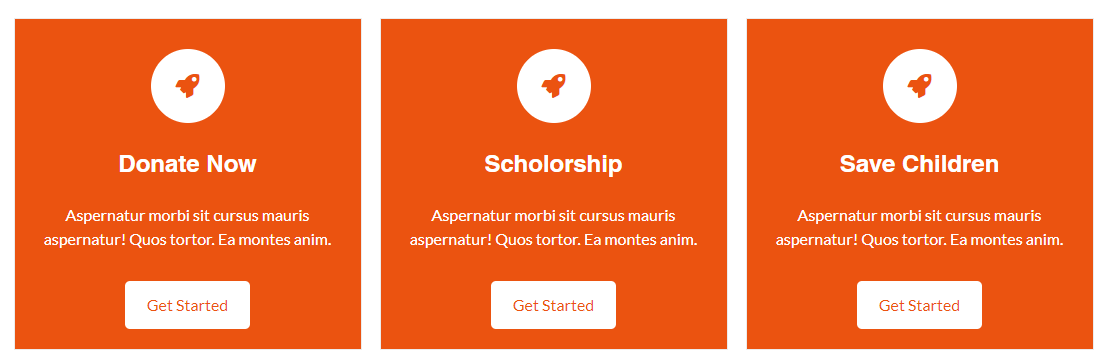 Donate Now
Aspernatur morbi sit cursus mauris
aspernatur! Quos tortor. Ea montes anim.
Get Started
Scholorship
Aspernatur morbi sit cursus mauris
aspernatur! Quos tortor. Ea montes anim.
Get Started
Save Children
Aspernatur morbi sit cursus mauris
aspernatur! Quos tortor. Ea montes anim.
Get Started